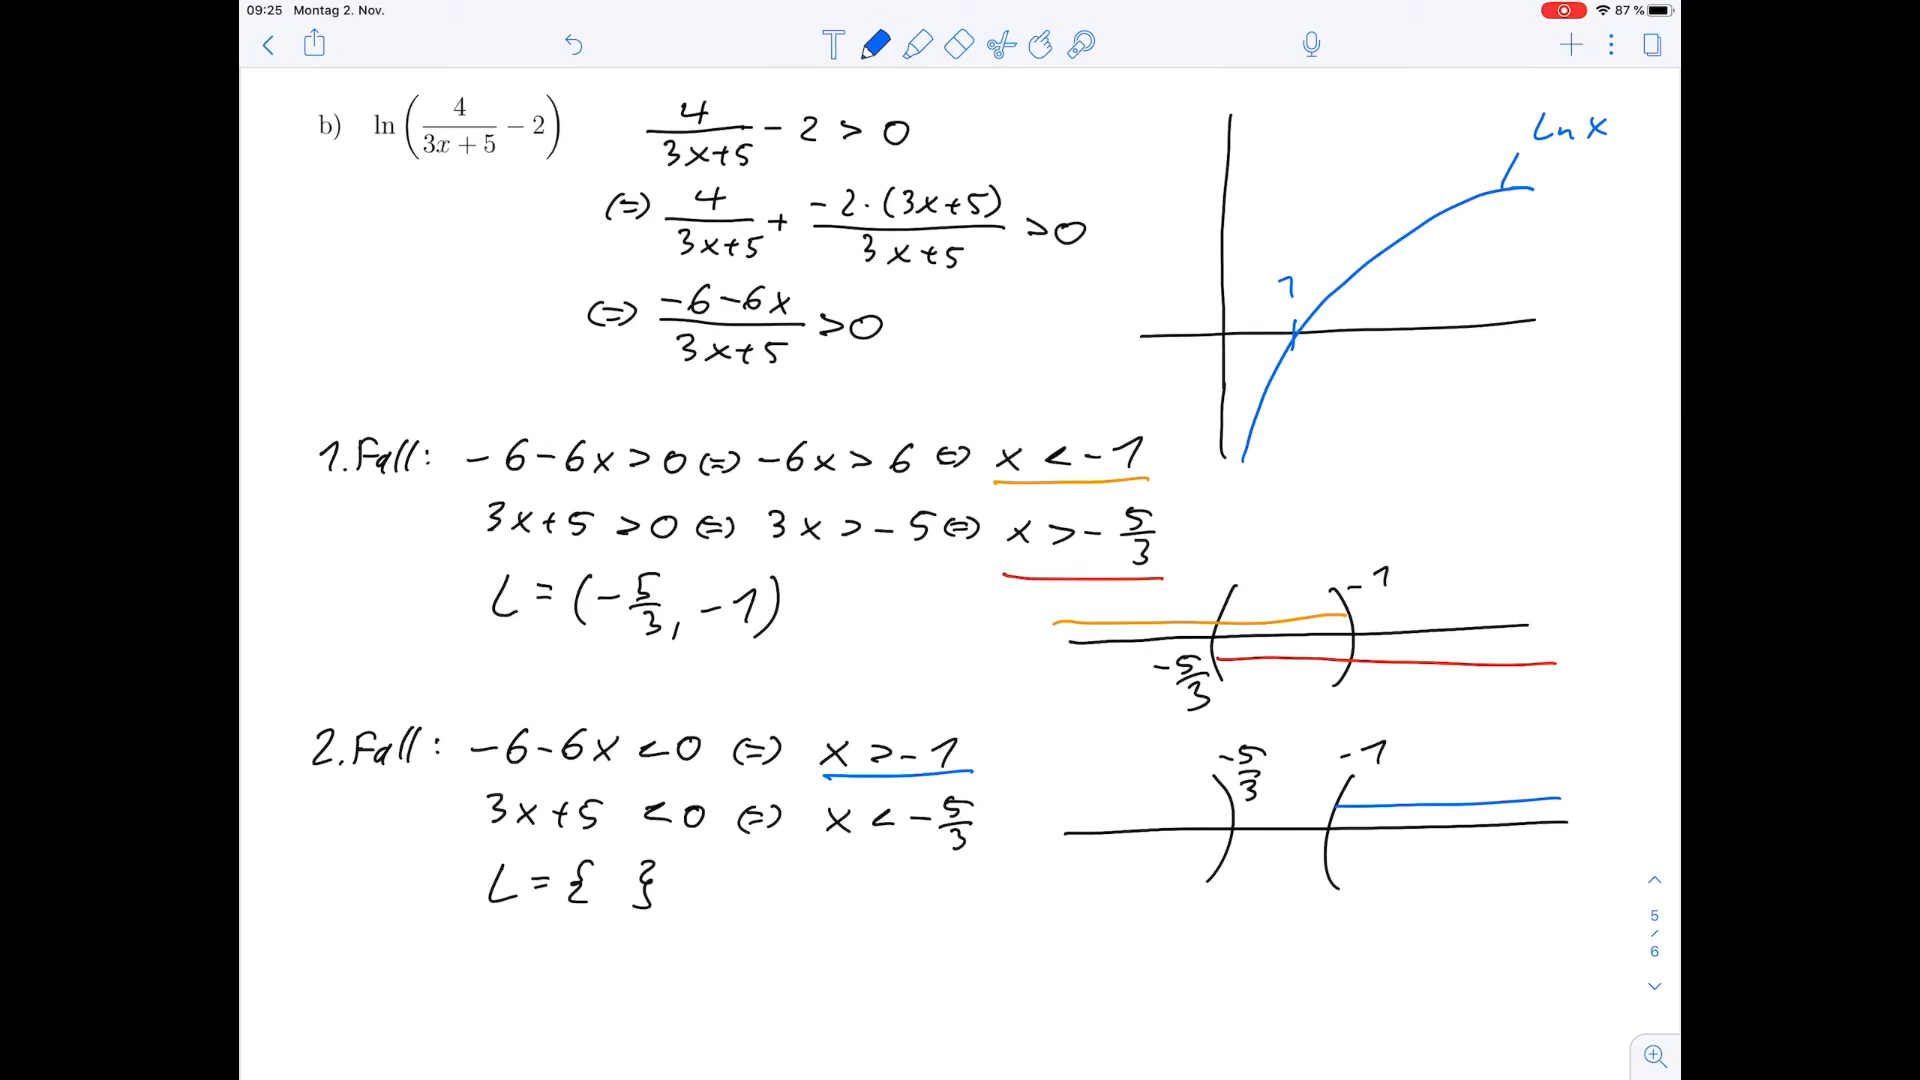 09:25 Montag 2. Nov. 87 %
b) ln(4/(3x + 5) − 2)
4/(3x+5) - 2 > 0
(=) 4/(3x+5) + -2·(3x+5)/(3x+5) > 0
(=) (-6-6x)/(3x+5) > 0
ln x
1
1. Fall: -6-6x > 0 (=) -6x > 6 (=) x < -1
3x+5 > 0 (=) 3x > -5 (=) x > -5/3
L = (-5/3, -1)
-1
-5/3
2. Fall: -6-6x < 0 (=) x > -1
3x+5 < 0 (=) x < -5/3
L = { }
-5/3 -1
5
/
6